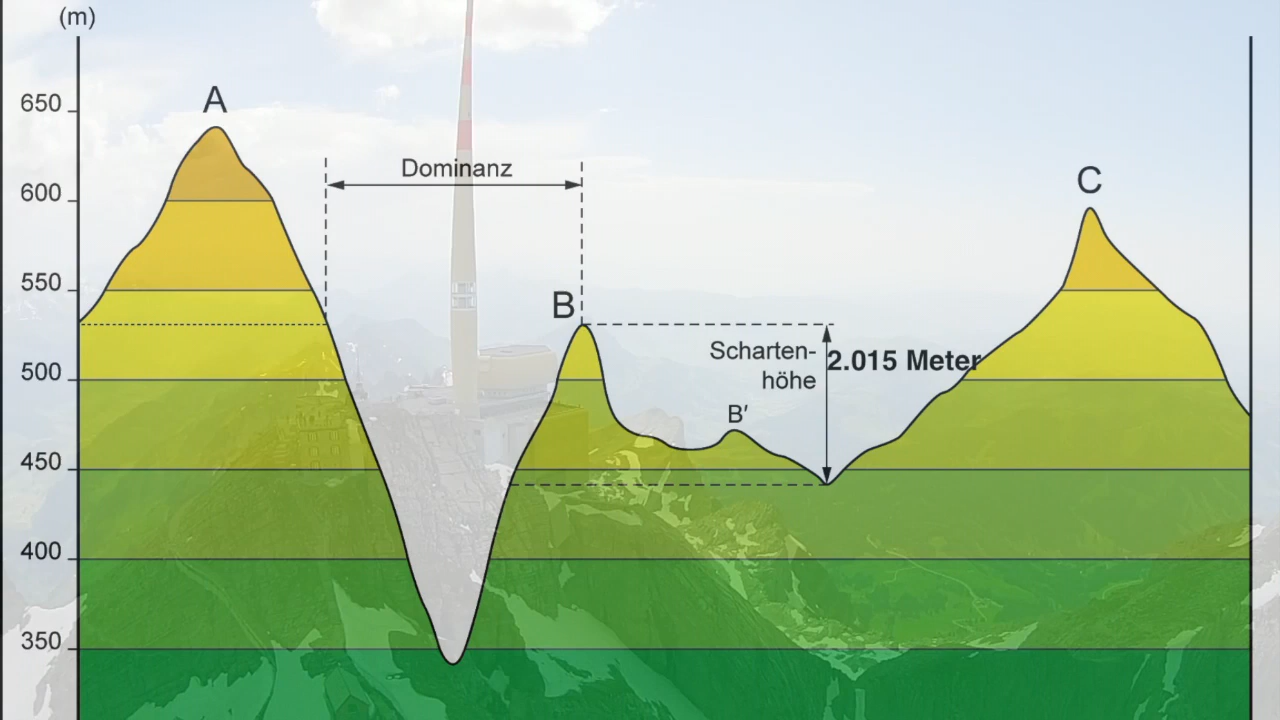 (m)
650
A
Dominanz
C
600
550
B
Scharten-
höhe
2.015 Meter
500
B′
450
400
350